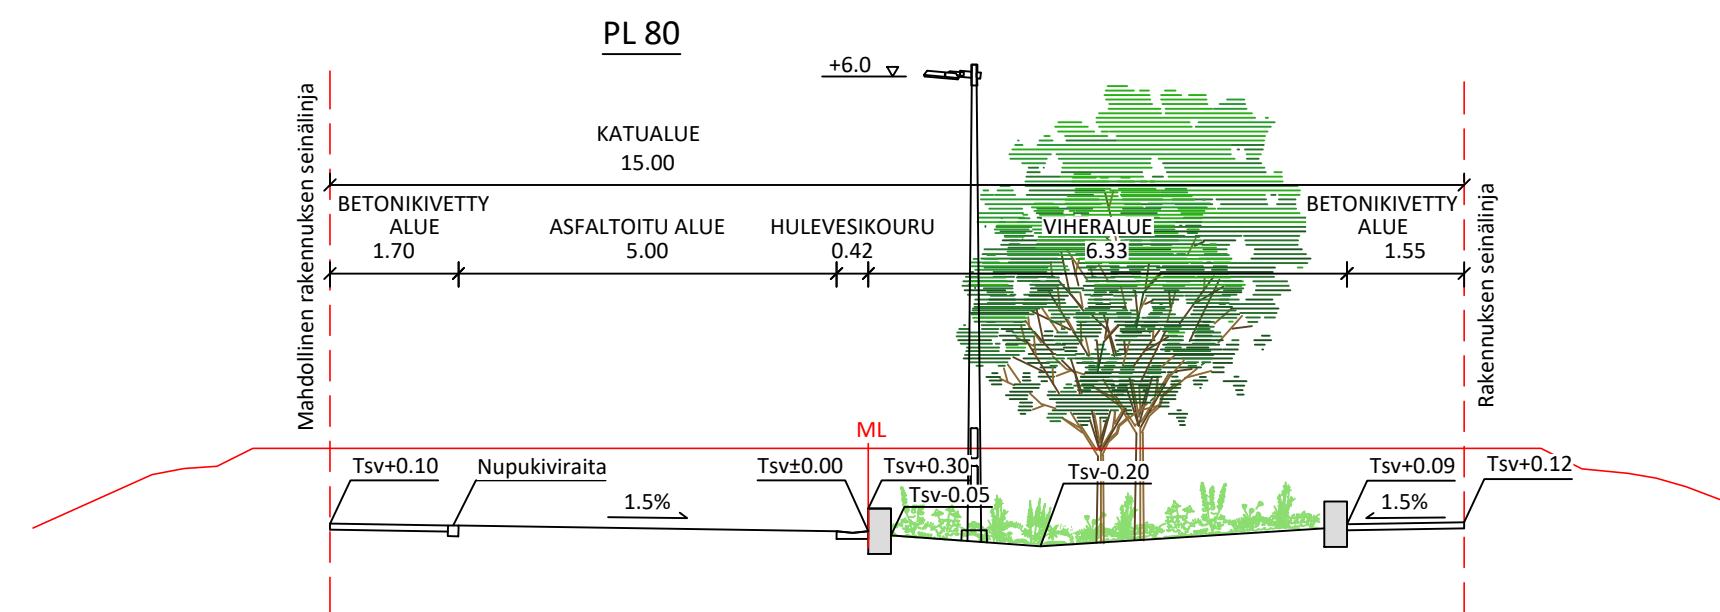 PL 80
+6.0
Mahdollinen rakennuksen seinälinja
KATUALUE
15.00
BETONIKIVETTY
ALUE
1.70
ASFALTOITU ALUE
5.00
HULEVESIKOURU
0.42
VIHERALUE
6.33
BETONIKIVETTY
ALUE
1.55
Rakennuksen seinälinja
ML
Tsv+0.10
Nupukiviraita
Tsv±0.00
Tsv+0.30
Tsv-0.05
Tsv-0.20
Tsv+0.09
Tsv+0.12
1.5%
1.5%